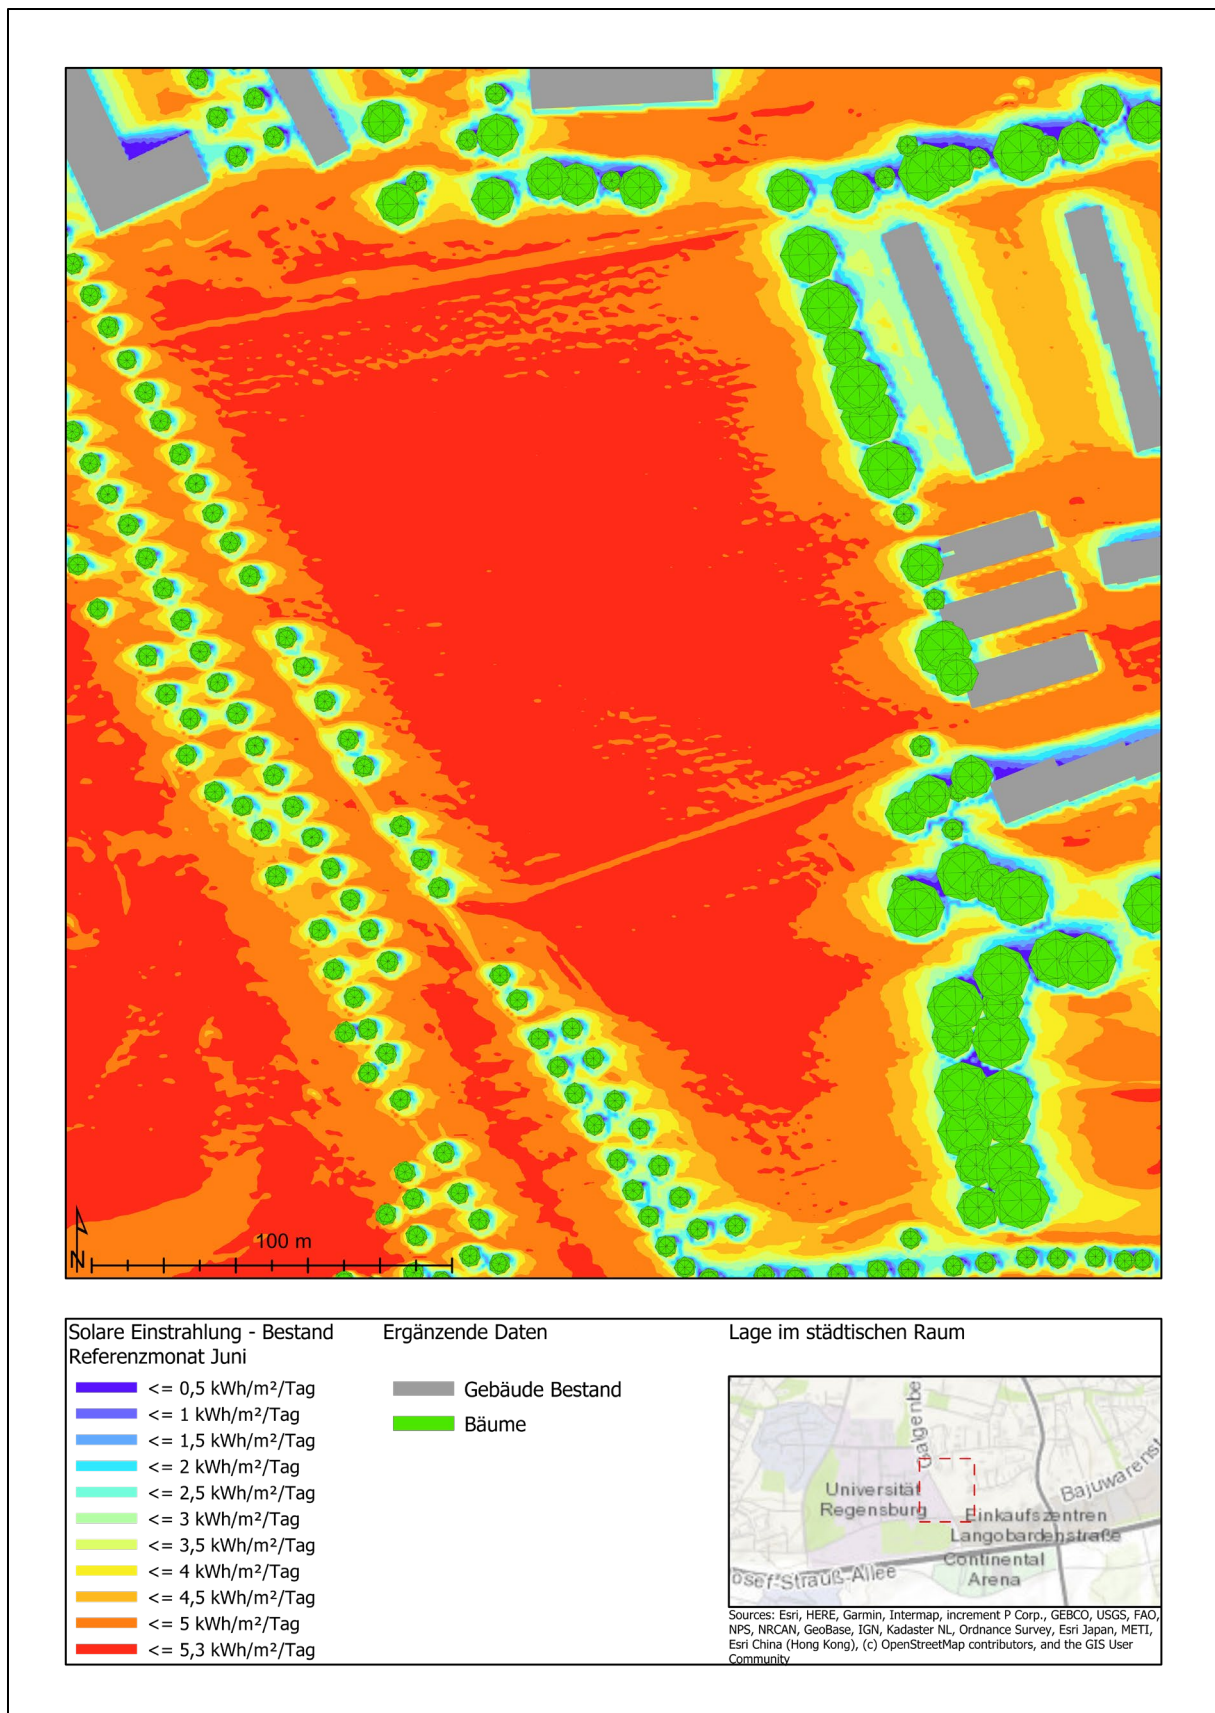 N
100 m
Solare Einstrahlung - Bestand
Referenzmonat Juni
<= 0,5 kWh/m²/Tag
<= 1 kWh/m²/Tag
<= 1,5 kWh/m²/Tag
<= 2 kWh/m²/Tag
<= 2,5 kWh/m²/Tag
<= 3 kWh/m²/Tag
<= 3,5 kWh/m²/Tag
<= 4 kWh/m²/Tag
<= 4,5 kWh/m²/Tag
<= 5 kWh/m²/Tag
<= 5,3 kWh/m²/Tag
Ergänzende Daten
Gebäude Bestand
Bäume
Lage im städtischen Raum
Galgenbe
Universität
Regensburg
Bajuwarenst
Einkaufszentren
Langobardenstraße
Continental
Arena
osef-Strauß-Allee
Sources: Esri, HERE, Garmin, Intermap, increment P Corp., GEBCO, USGS, FAO,
NPS, NRCAN, GeoBase, IGN, Kadaster NL, Ordnance Survey, Esri Japan, METI,
Esri China (Hong Kong), (c) OpenStreetMap contributors, and the GIS User
Community